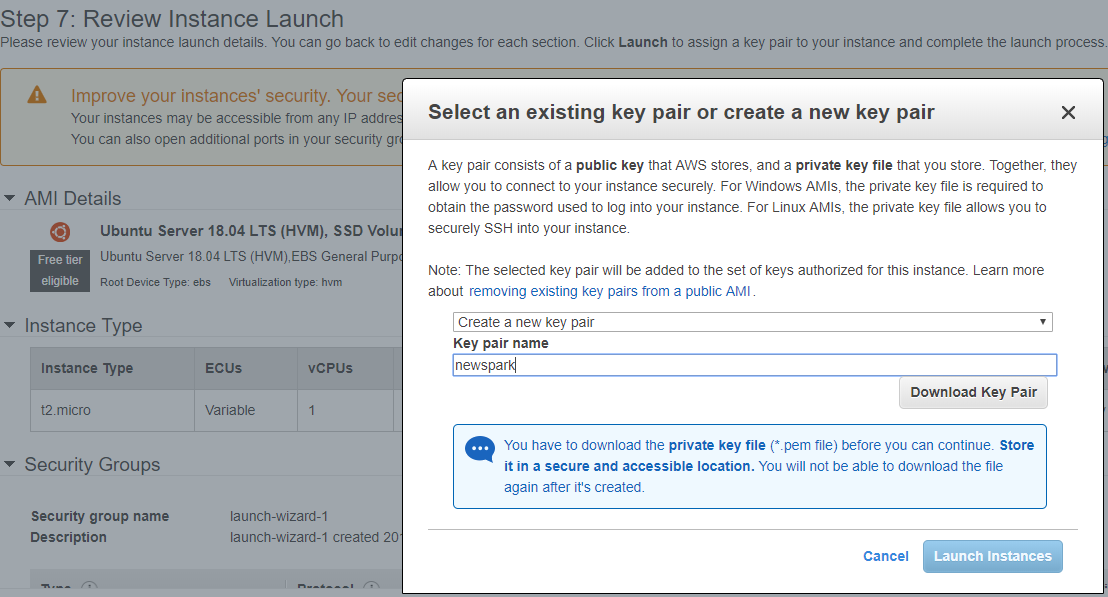 Step 7: Review Instance Launch
Please review your instance launch details. You can go back to edit changes for each section. Click Launch to assign a key pair to your instance and complete the launch process.
Improve your instances' security. Your sec
Your instances may be accessible from any IP addres
You can also open additional ports in your security gro
AMI Details
Ubuntu Server 18.04 LTS (HVM), SSD Volu
Free tier
eligible
Ubuntu Server 18.04 LTS (HVM),EBS General Purpo
Root Device Type: ebs Virtualization type: hvm
Instance Type
Instance Type ECUs vCPUs
t2.micro Variable 1
Security Groups
Security group name launch-wizard-1
Description launch-wizard-1 created 201
Type Protocol
Select an existing key pair or create a new key pair
A key pair consists of a public key that AWS stores, and a private key file that you store. Together, they
allow you to connect to your instance securely. For Windows AMIs, the private key file is required to
obtain the password used to log into your instance. For Linux AMIs, the private key file allows you to
securely SSH into your instance.
Note: The selected key pair will be added to the set of keys authorized for this instance. Learn more
about removing existing key pairs from a public AMI.
Create a new key pair
Key pair name
newspark
Download Key Pair
You have to download the private key file (*.pem file) before you can continue. Store
it in a secure and accessible location. You will not be able to download the file
again after it's created.
Cancel Launch Instances